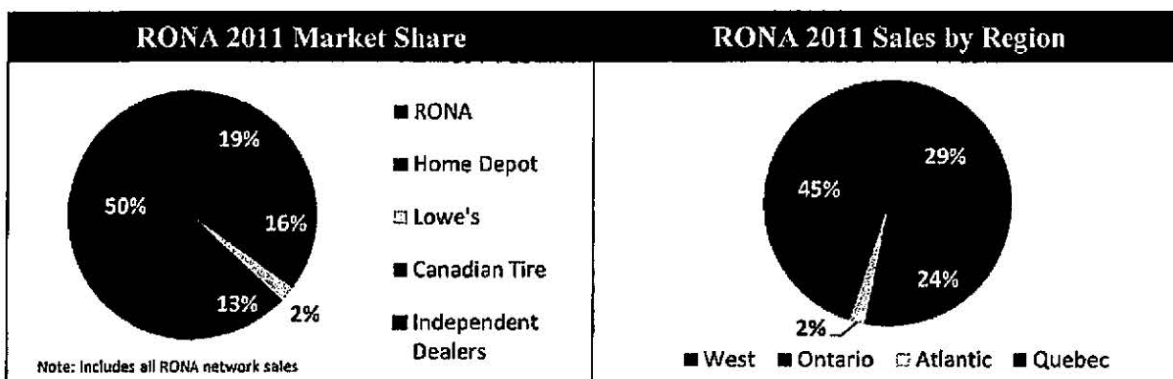 RONA 2011 Market Share
19%
50%
16%
13%
2%
RONA
Home Depot
Lowe's
Canadian Tire
Independent
Dealers
Note: Includes all RONA network sales
RONA 2011 Sales by Region
29%
45%
24%
2%
West Ontario Atlantic Quebec